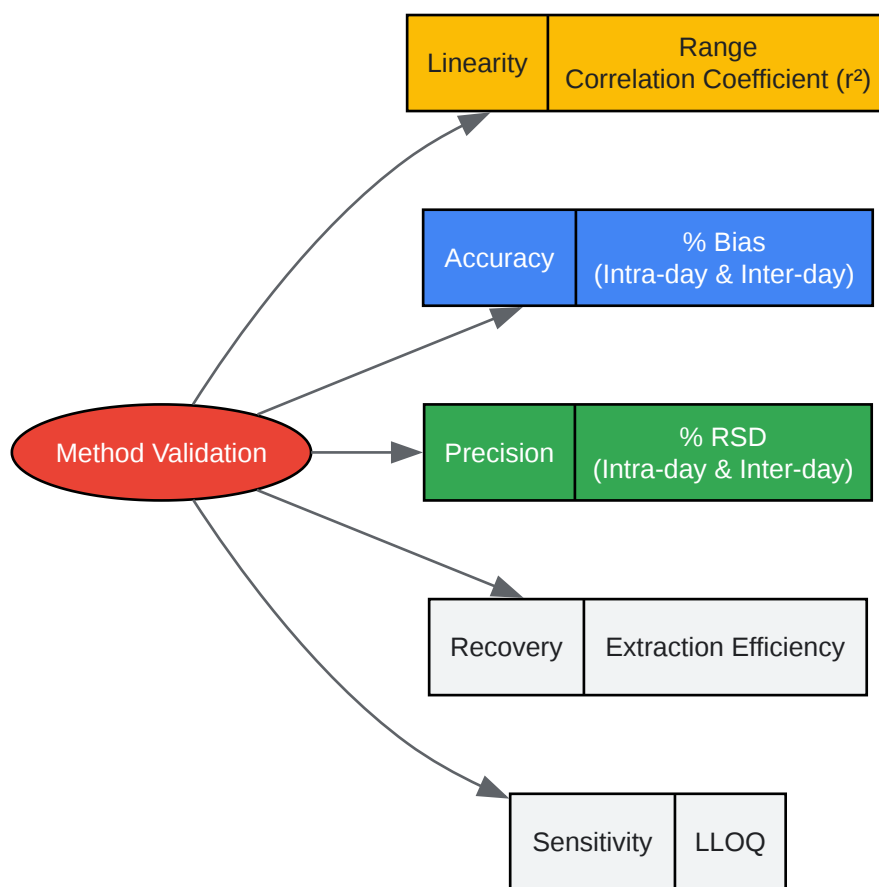 Linearity
Range
Correlation Coefficient (r²)
Accuracy
% Bias
(Intra-day & Inter-day)
Method Validation
Precision
% RSD
(Intra-day & Inter-day)
Recovery
Extraction Efficiency
Sensitivity
LLOQ